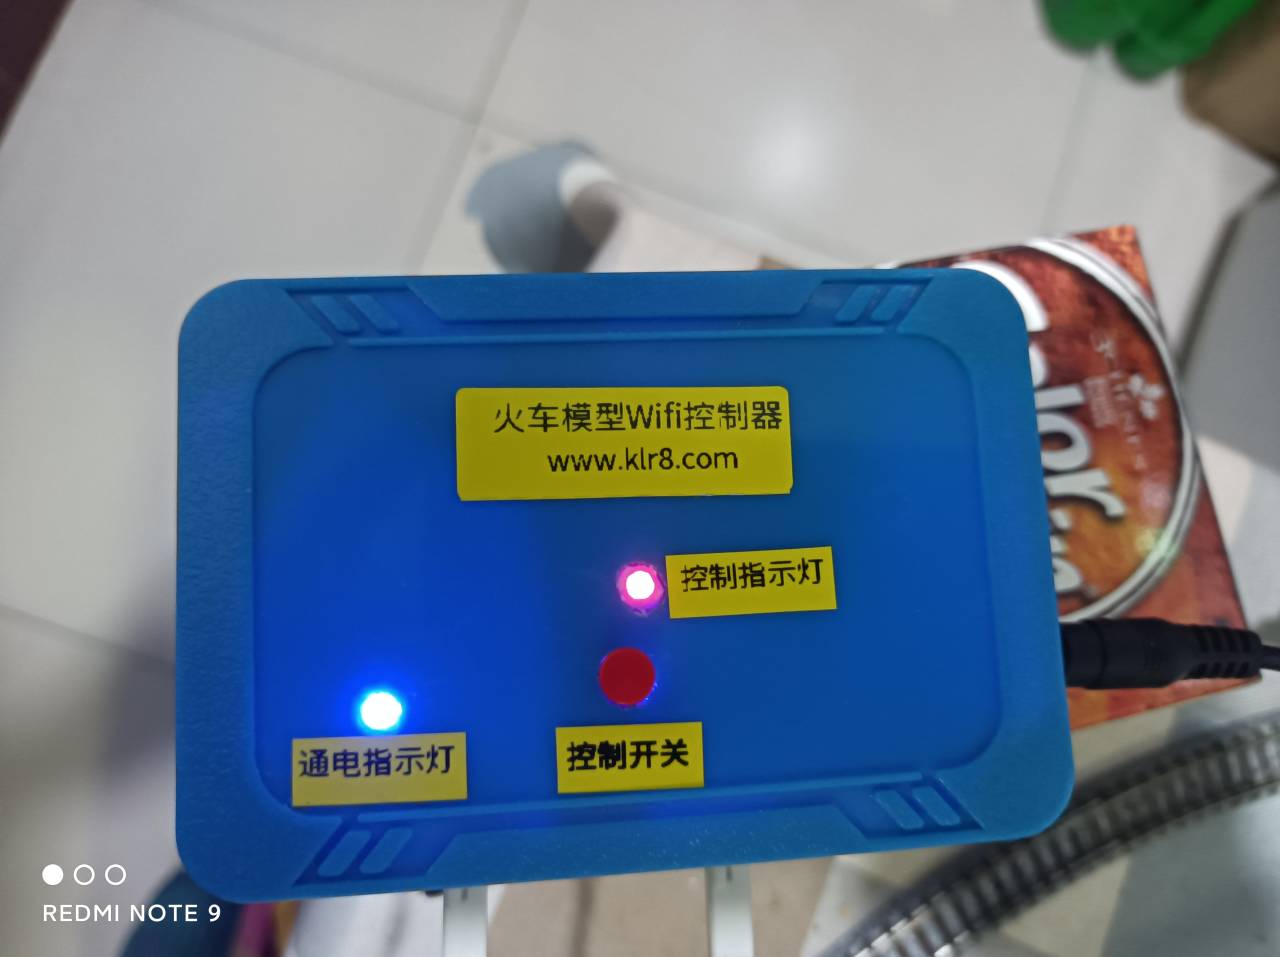 火车模型Wifi控制器
www.klr8.com
控制指示灯
通电指示灯
控制开关
REDMI NOTE 9